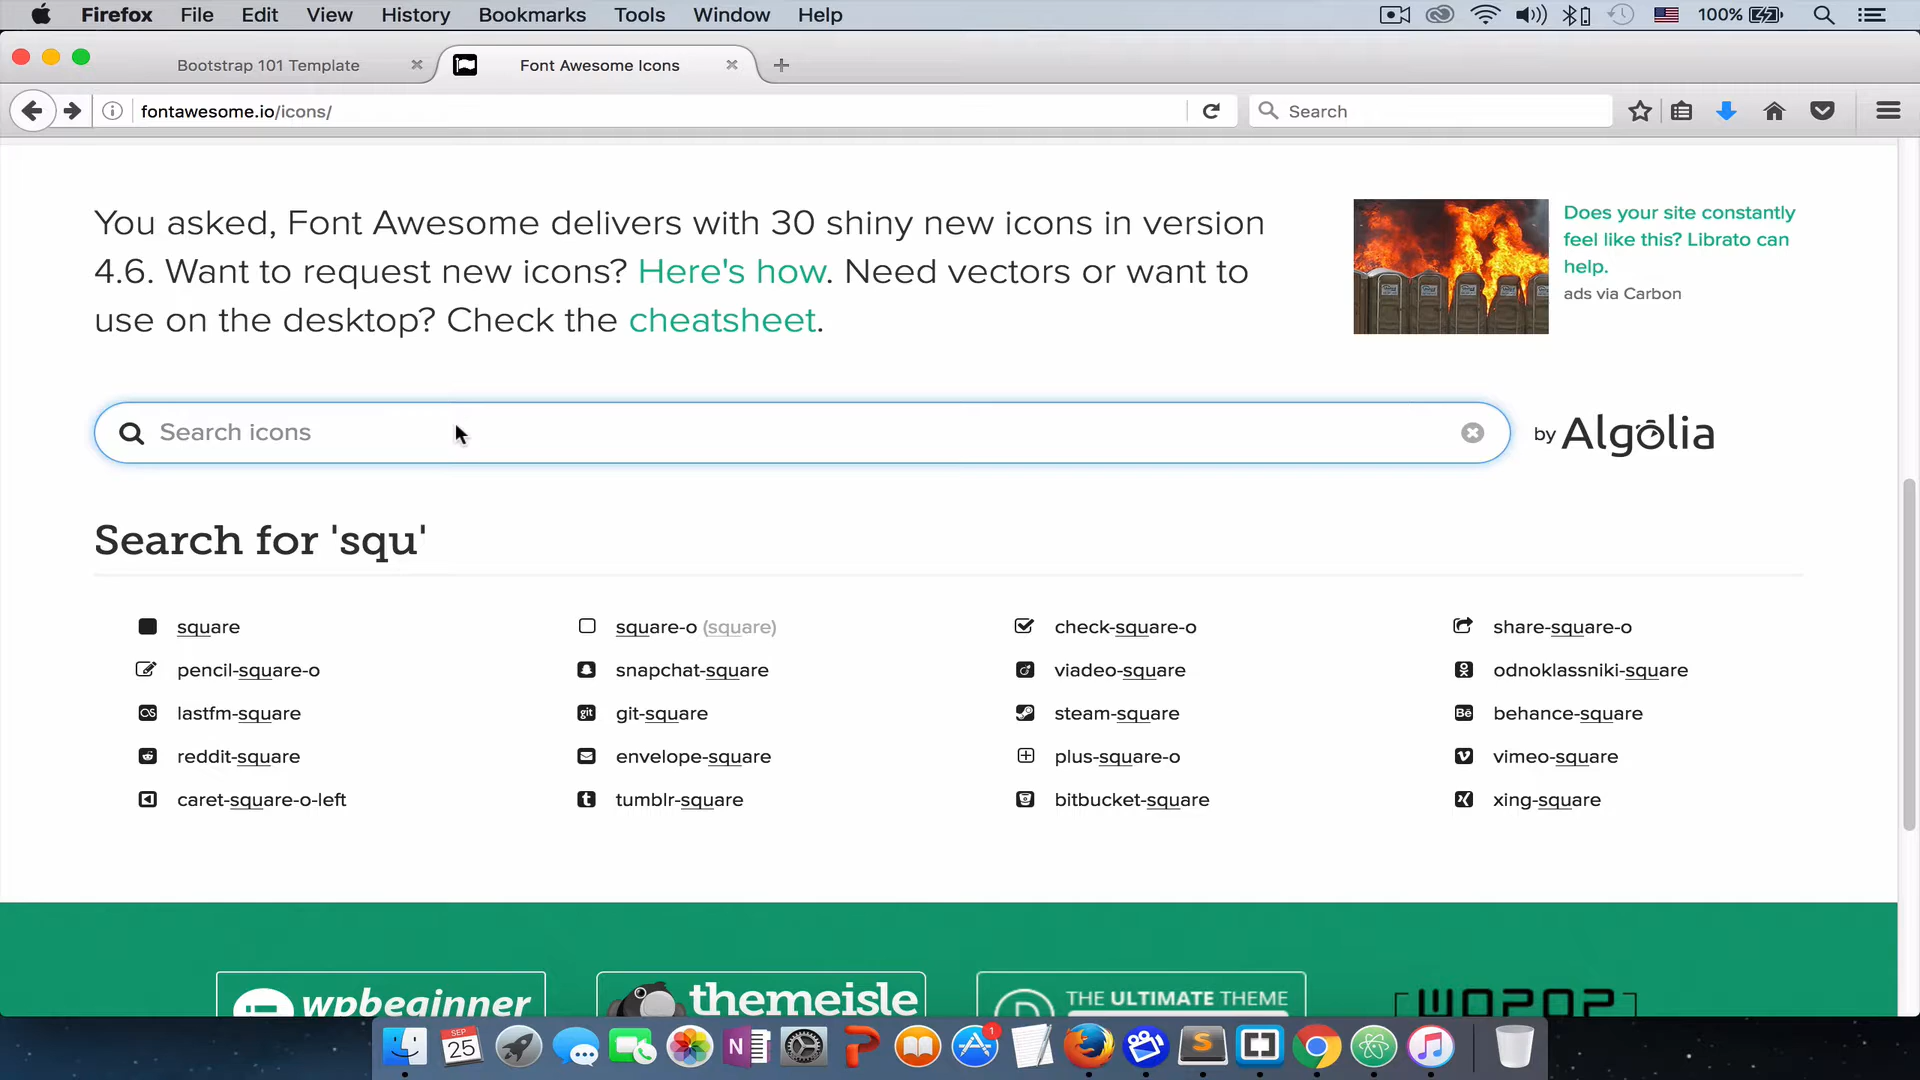 Firefox File Edit View History Bookmarks Tools Window Help 100%
Bootstrap 101 Template Font Awesome Icons
fontawesome.io/icons/ Search
You asked, Font Awesome delivers with 30 shiny new icons in version
4.6. Want to request new icons? Here's how. Need vectors or want to
use on the desktop? Check the cheatsheet.
Does your site constantly
feel like this? Librato can
help.
ads via Carbon
Search icons
by Algolia
Search for 'squ'
square square-o (square) check-square-o share-square-o
pencil-square-o snapchat-square viadeo-square odnoklassniki-square
lastfm-square git-square steam-square behance-square
reddit-square envelope-square plus-square-o vimeo-square
caret-square-o-left tumblr-square bitbucket-square xing-square
wpbeginner themeisle THE ULTIMATE THEME
SEP
25
1